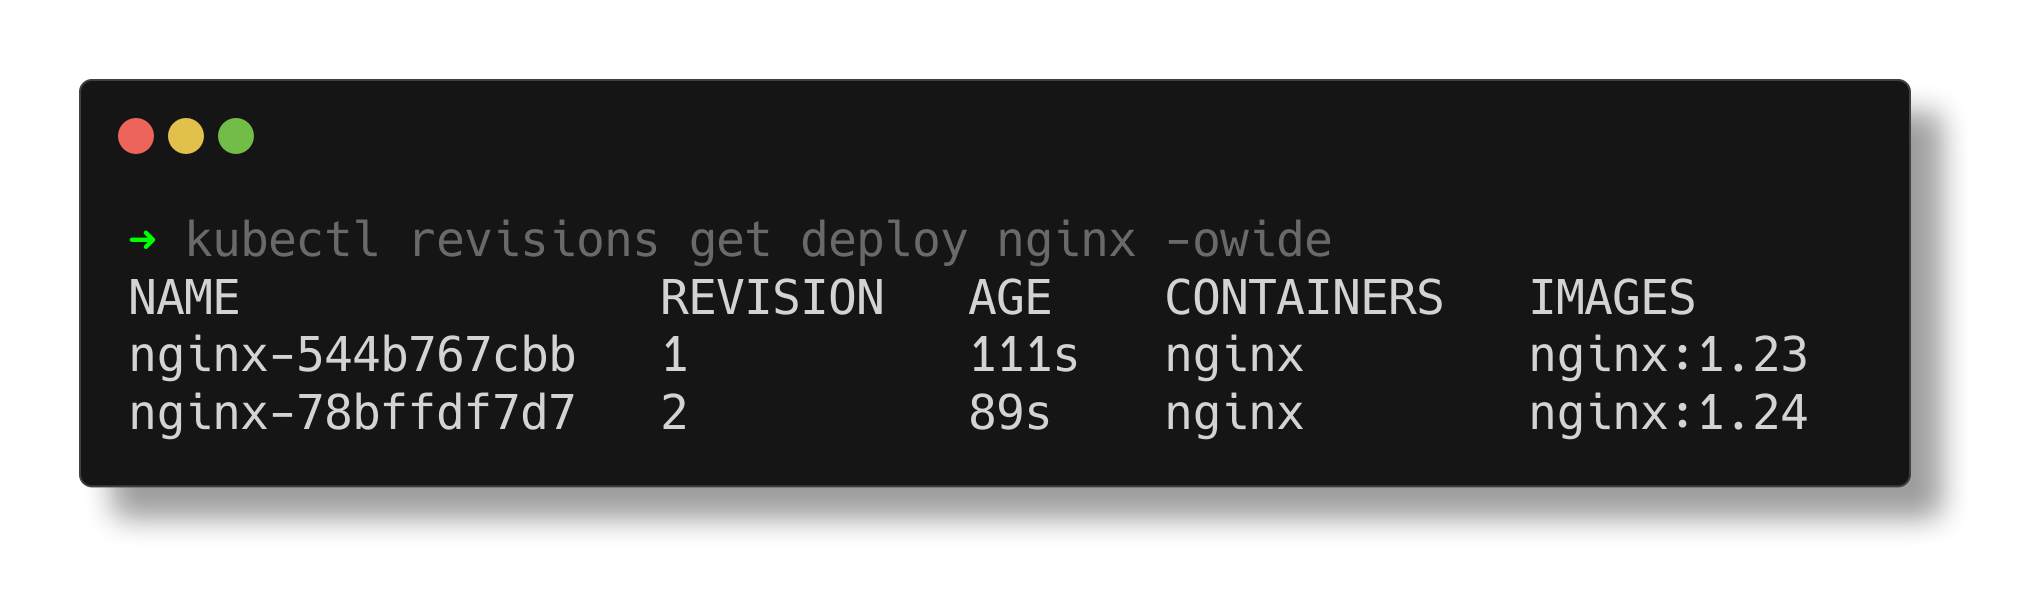 ➜ kubectl revisions get deploy nginx -owide
NAME                REVISION   AGE    CONTAINERS   IMAGES
nginx-544b767cbb   1          111s   nginx        nginx:1.23
nginx-78bffdf7d7   2          89s    nginx        nginx:1.24